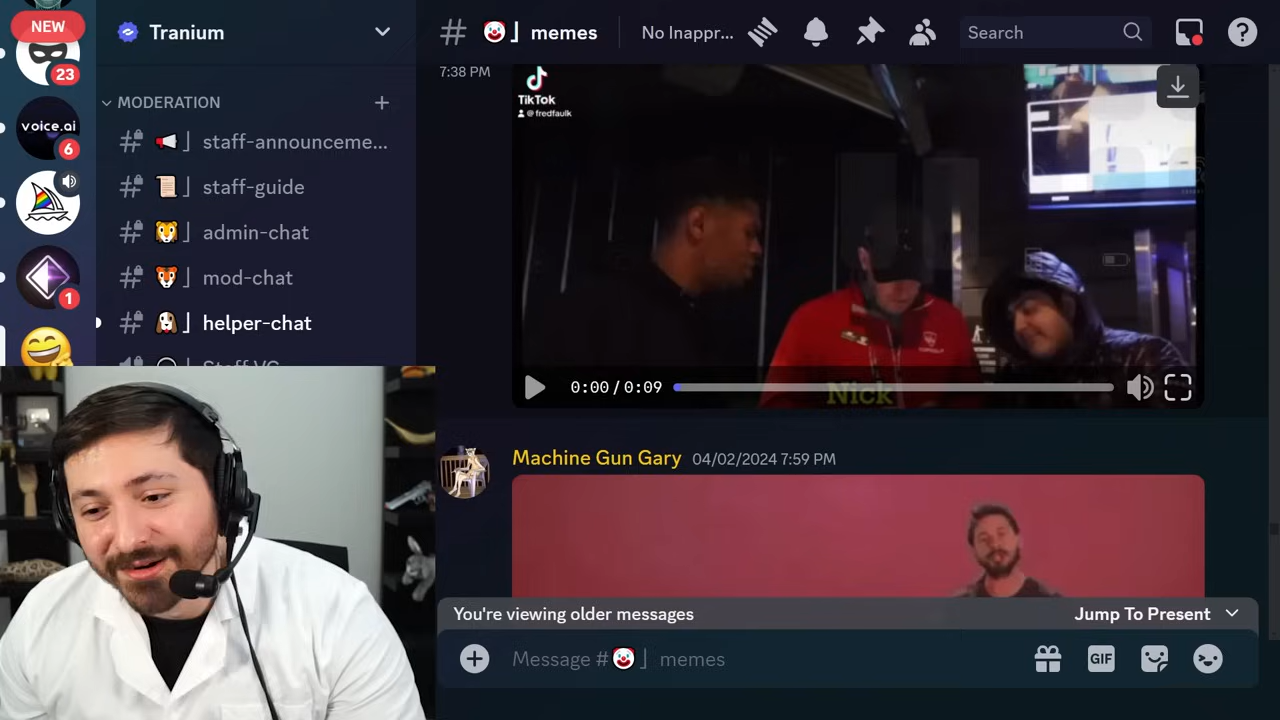 NEW
23
voice.ai
6
1
Tranium
MODERATION
staff-announceme...
staff-guide
admin-chat
mod-chat
helper-chat
memes
No Inappr...
Search
7:38 PM
TikTok
@fredfaulk
Nick
0:00 / 0:09
Machine Gun Gary 04/02/2024 7:59 PM
You're viewing older messages
Jump To Present
Message # memes
GIF